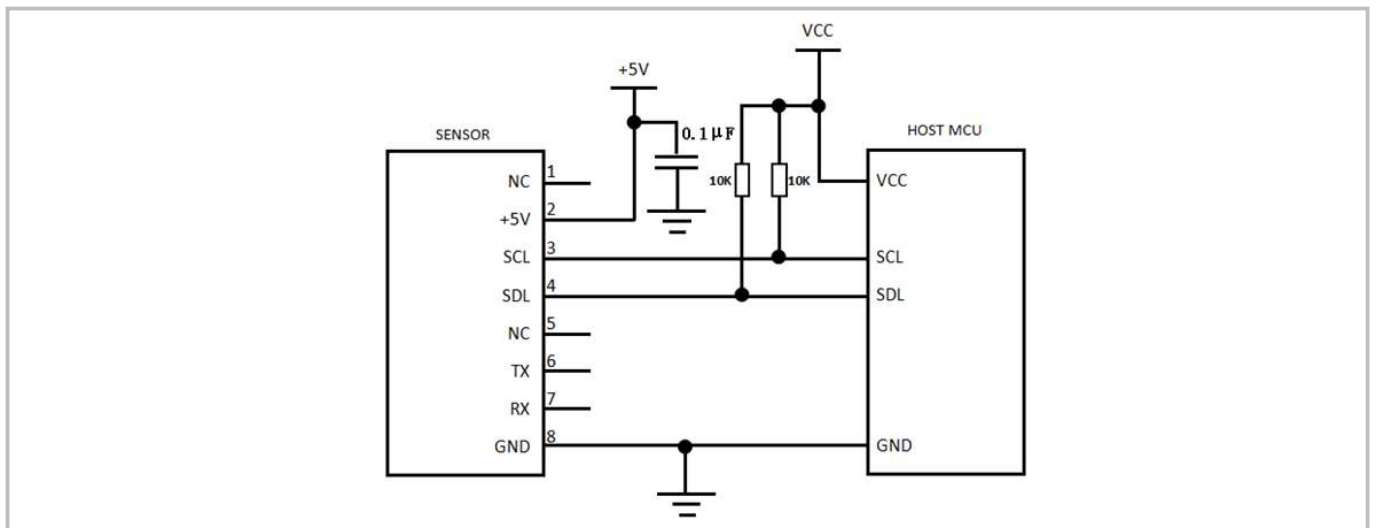 VCC
+5V
0.1μF
SENSOR
HOST MCU
NC 1
10K
10K
VCC
+5V 2
SCL 3
SCL
SDL 4
SDL
NC 5
TX 6
RX 7
GND 8
GND